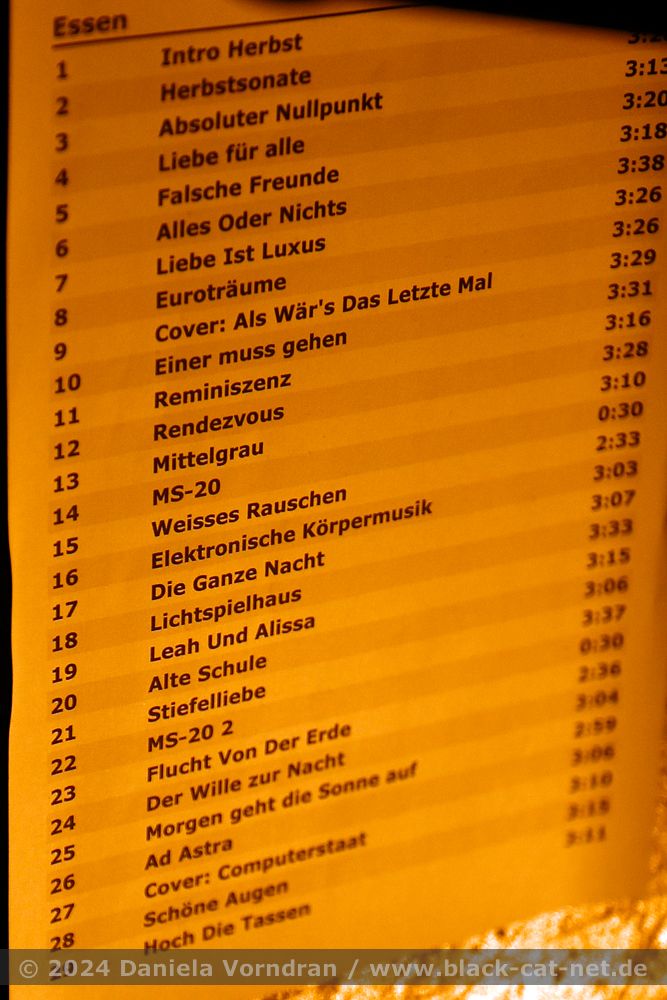 Essen
1 Intro Herbst
2 Herbstsonate
3 Absoluter Nullpunkt 3:13
4 Liebe für alle 3:20
5 Falsche Freunde 3:18
6 Alles Oder Nichts 3:38
7 Liebe Ist Luxus 3:26
8 Euroträume 3:26
9 Cover: Als Wär's Das Letzte Mal 3:29
10 Einer muss gehen 3:31
11 Reminiszenz 3:16
12 Rendezvous 3:28
13 Mittelgrau 3:10
14 MS-20 0:30
15 Weisses Rauschen 2:33
16 Elektronische Körpermusik 3:03
17 Die Ganze Nacht 3:07
18 Lichtspielhaus 3:33
19 Leah Und Alissa 3:15
20 Alte Schule 3:06
21 Stiefelliebe 3:37
22 MS-20 2 0:30
23 Flucht Von Der Erde 2:36
24 Der Wille zur Nacht 3:04
25 Morgen geht die Sonne auf 2:59
26 Ad Astra 3:06
27 Cover: Computerstaat 3:10
28 Schöne Augen 3:18
29 Hoch Die Tassen 3:11
© 2024 Daniela Vorndran / www.black-cat-net.de